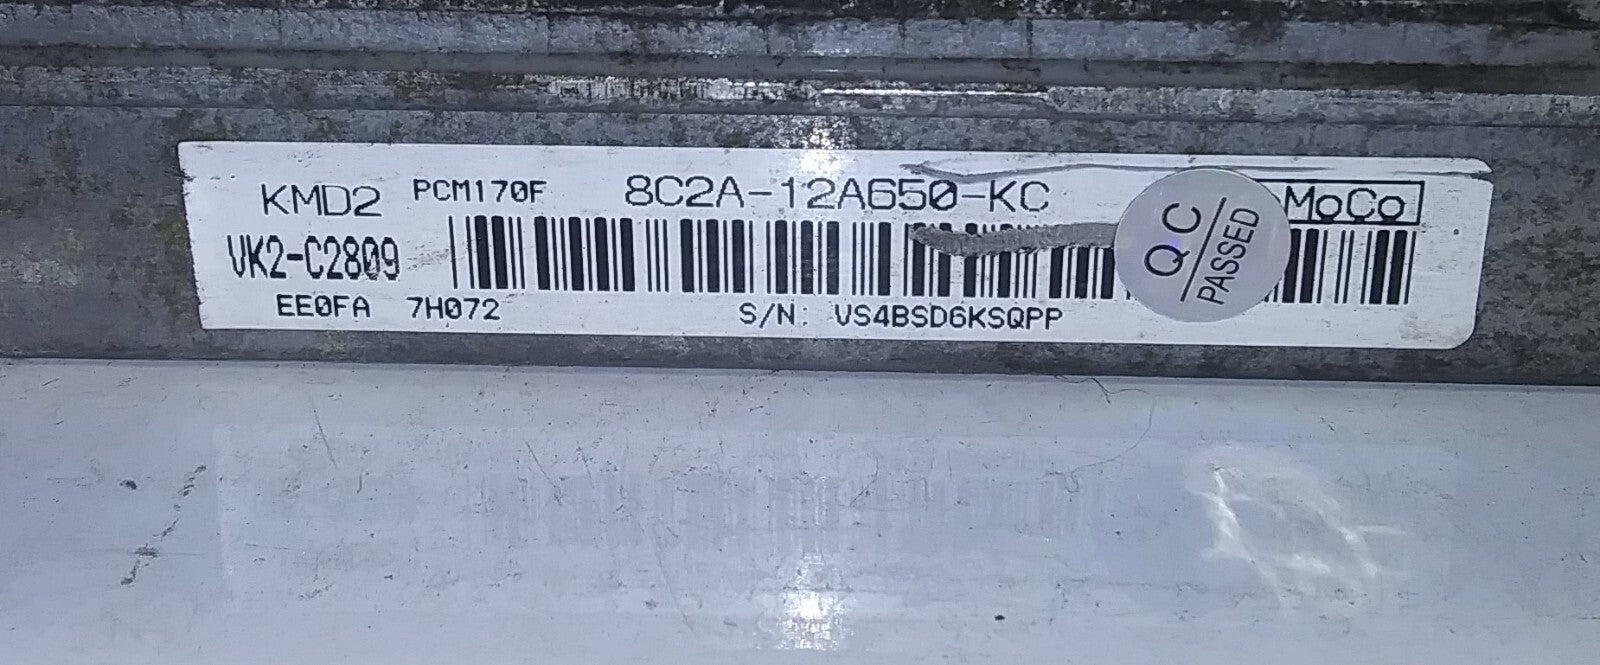 KMD2 PCM170F 8C2A-12A650-KC MoCo
VK2-C2809
EE0FA 7H072 S/N: VS4BSD6KSQPP
QC
PASSED